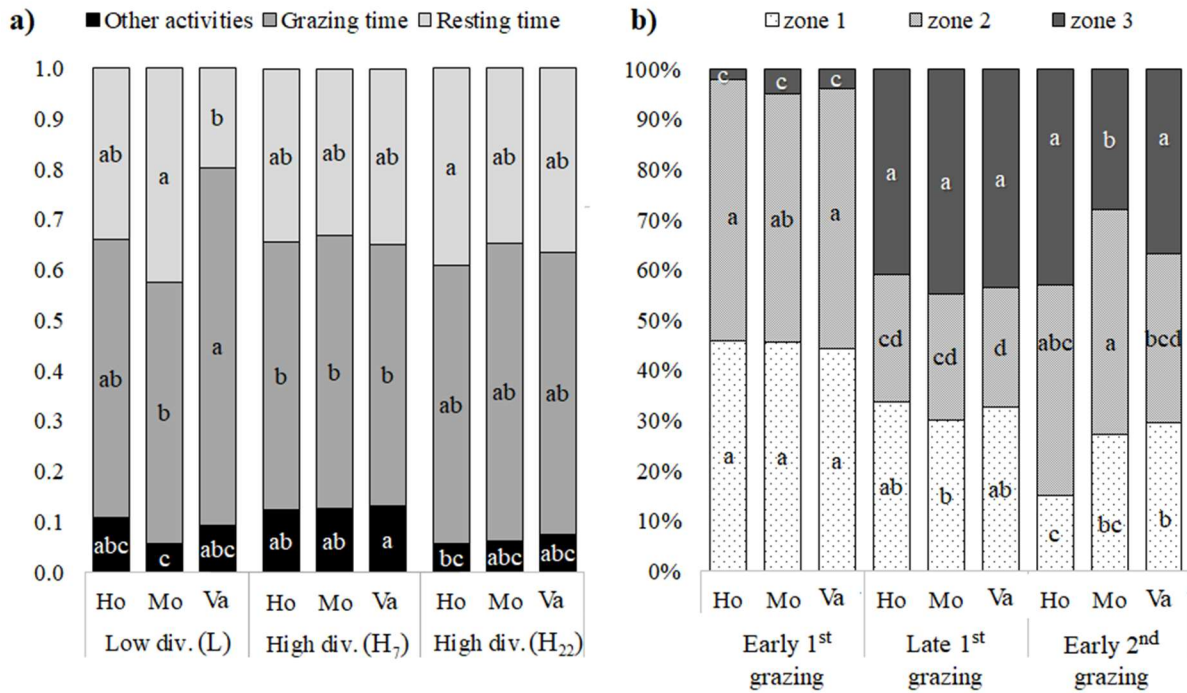 a) Other activities Grazing time Resting time
1.0
0.9
0.8
0.7
0.6
0.5
0.4
0.3
0.2
0.1
0.0
ab a b ab ab ab a ab ab
ab b a b b b ab ab ab
abc c abc ab ab a bc abc abc
Ho Mo Va Ho Mo Va Ho Mo Va
Low div. (L) High div. (H₇) High div. (H₂₂)
b) zone 1 zone 2 zone 3
100%
90%
80%
70%
60%
50%
40%
30%
20%
10%
0%
c c c a a a a b a
a ab a cd cd d abc a bcd
a a a ab b ab c bc b
Ho Mo Va Ho Mo Va Ho Mo Va
Early 1ˢᵗ Late 1ˢᵗ Early 2ⁿᵈ
grazing grazing grazing